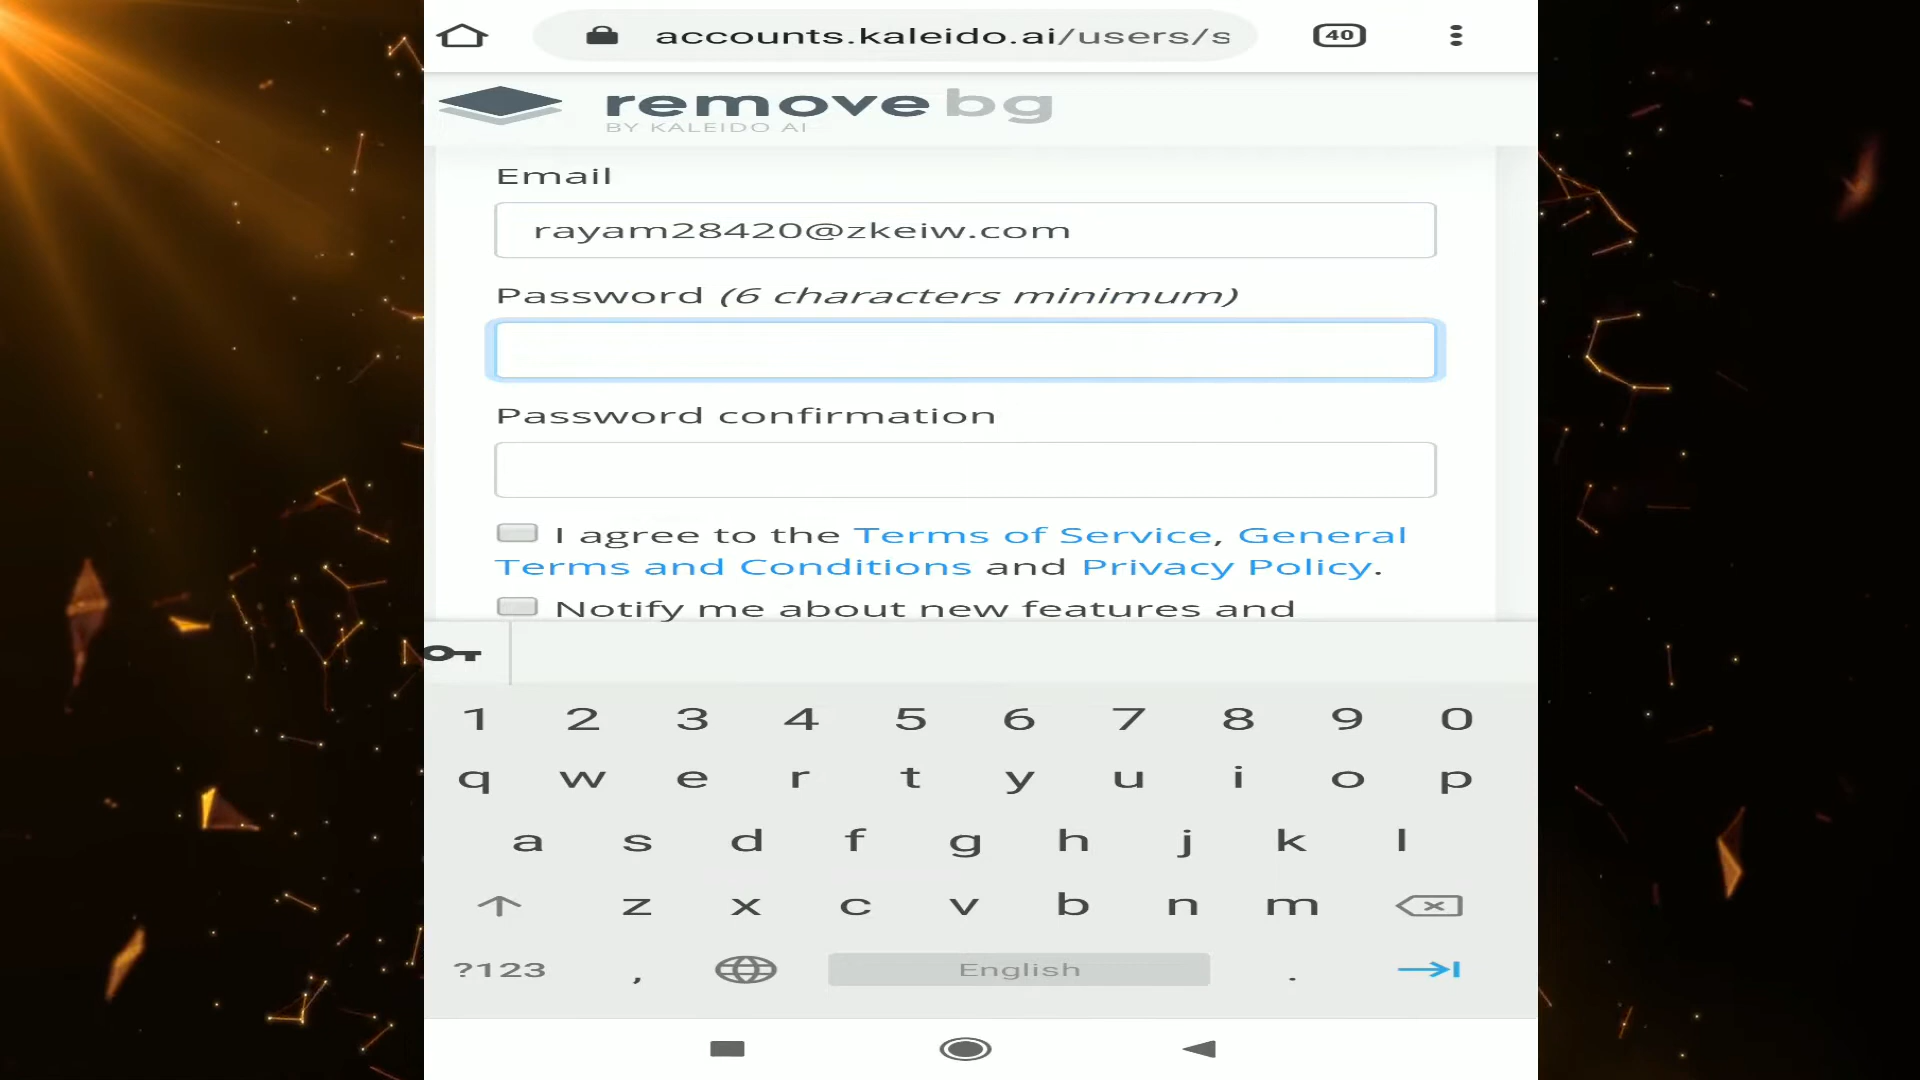 accounts.kaleido.ai/users/s
40
remove bg
BY KALEIDO AI
Email
rayam28420@zkeiw.com
Password (6 characters minimum)
Password confirmation
I agree to the Terms of Service, General
Terms and Conditions and Privacy Policy.
Notify me about new features and
1 2 3 4 5 6 7 8 9 0
q w e r t y u i o p
a s d f g h j k l
z x c v b n m
?123 , English .